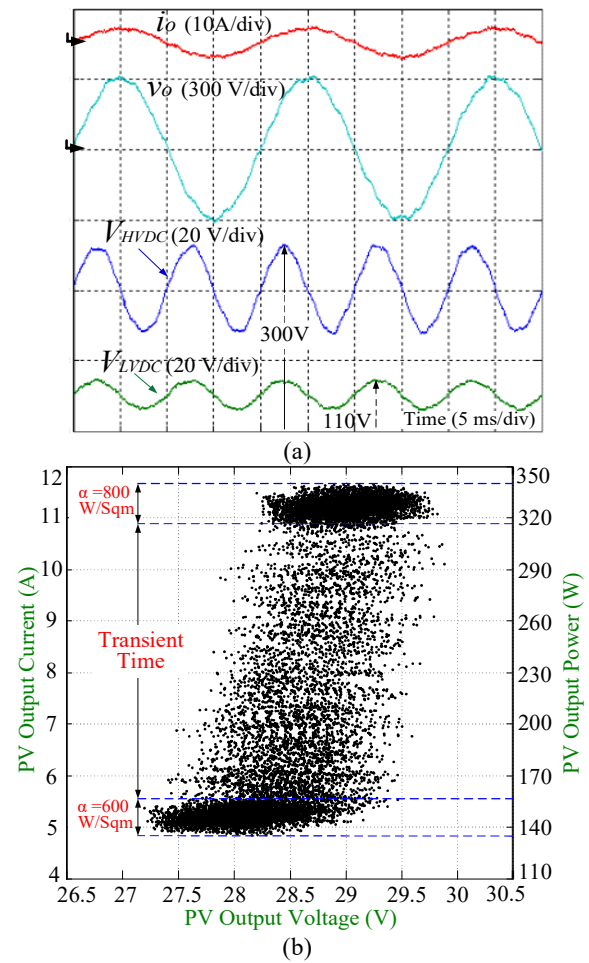 io (10A/div)
vo (300 V/div)
VHVDC (20 V/div)
300V
VLVDC (20 V/div)
110V
Time (5 ms/div)
(a)
12
11
10
9
8
7
6
5
4
PV Output Current (A)
α =800
W/Sqm
Transient
Time
α =600
W/Sqm
350
320
290
260
230
200
170
140
110
PV Output Power (W)
26.5 27 27.5 28 28.5 29 29.5 30 30.5
PV Output Voltage (V)
(b)